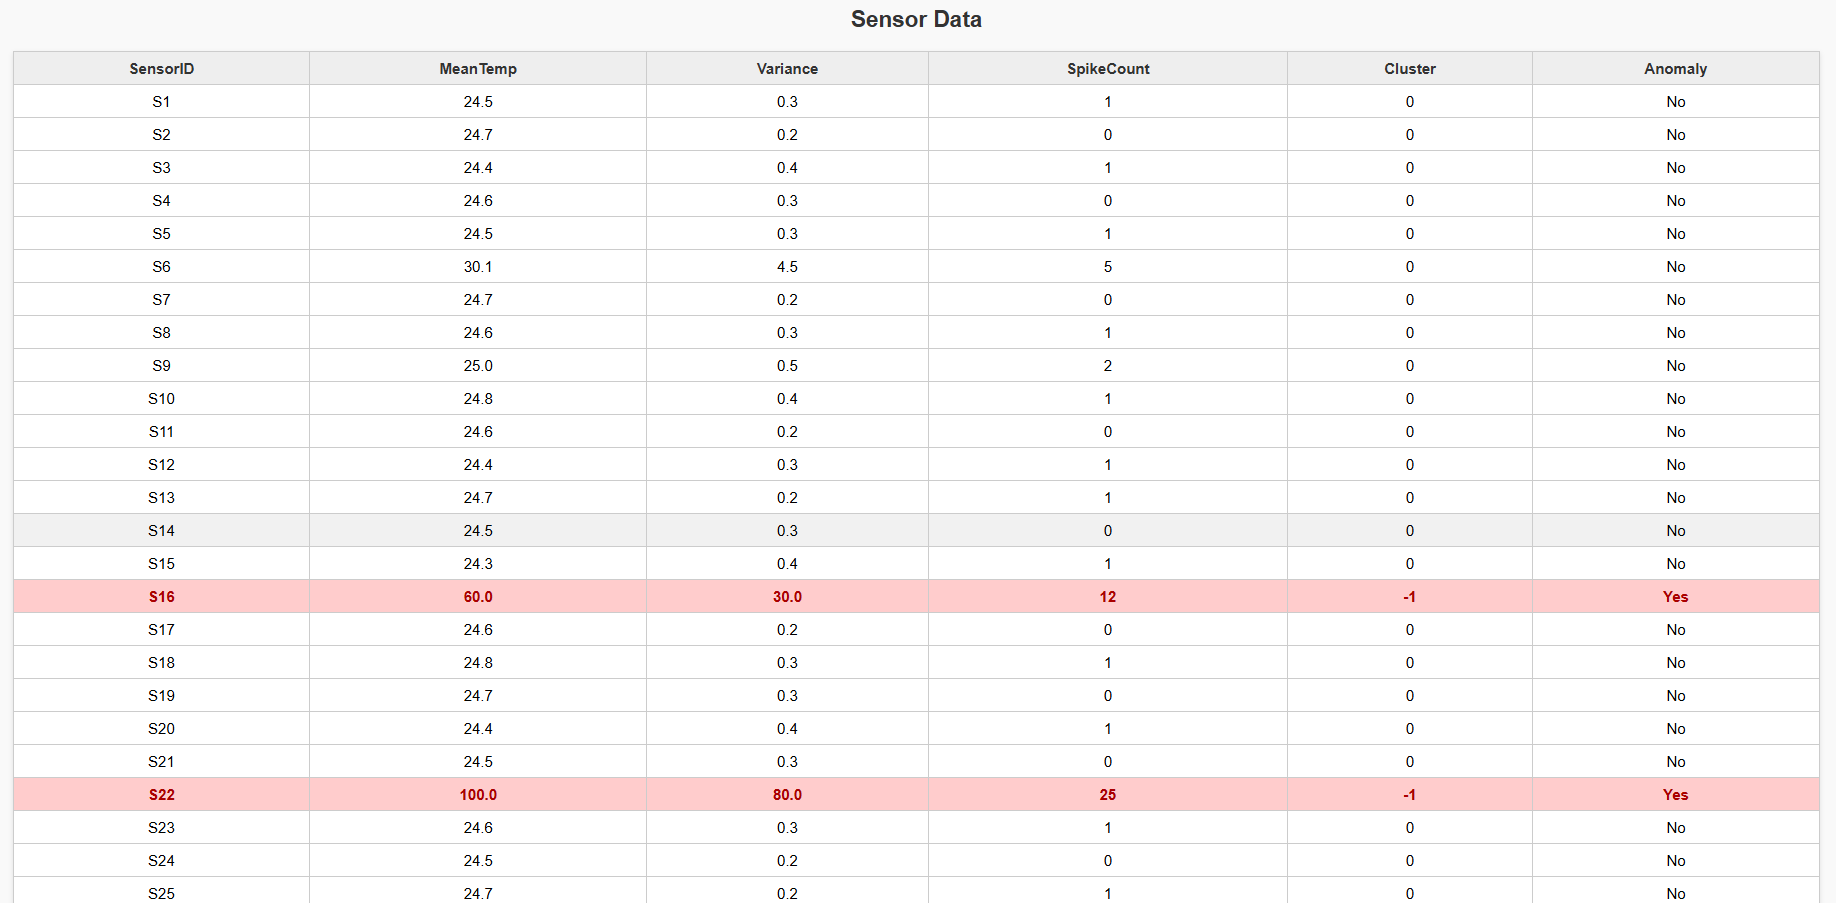 Sensor Data
SensorID MeanTemp Variance SpikeCount Cluster Anomaly
S1 24.5 0.3 1 0 No
S2 24.7 0.2 0 0 No
S3 24.4 0.4 1 0 No
S4 24.6 0.3 0 0 No
S5 24.5 0.3 1 0 No
S6 30.1 4.5 5 0 No
S7 24.7 0.2 0 0 No
S8 24.6 0.3 1 0 No
S9 25.0 0.5 2 0 No
S10 24.8 0.4 1 0 No
S11 24.6 0.2 0 0 No
S12 24.4 0.3 1 0 No
S13 24.7 0.2 1 0 No
S14 24.5 0.3 0 0 No
S15 24.3 0.4 1 0 No
S16 60.0 30.0 12 -1 Yes
S17 24.6 0.2 0 0 No
S18 24.8 0.3 1 0 No
S19 24.7 0.3 0 0 No
S20 24.4 0.4 1 0 No
S21 24.5 0.3 0 0 No
S22 100.0 80.0 25 -1 Yes
S23 24.6 0.3 1 0 No
S24 24.5 0.2 0 0 No
S25 24.7 0.2 1 0 No